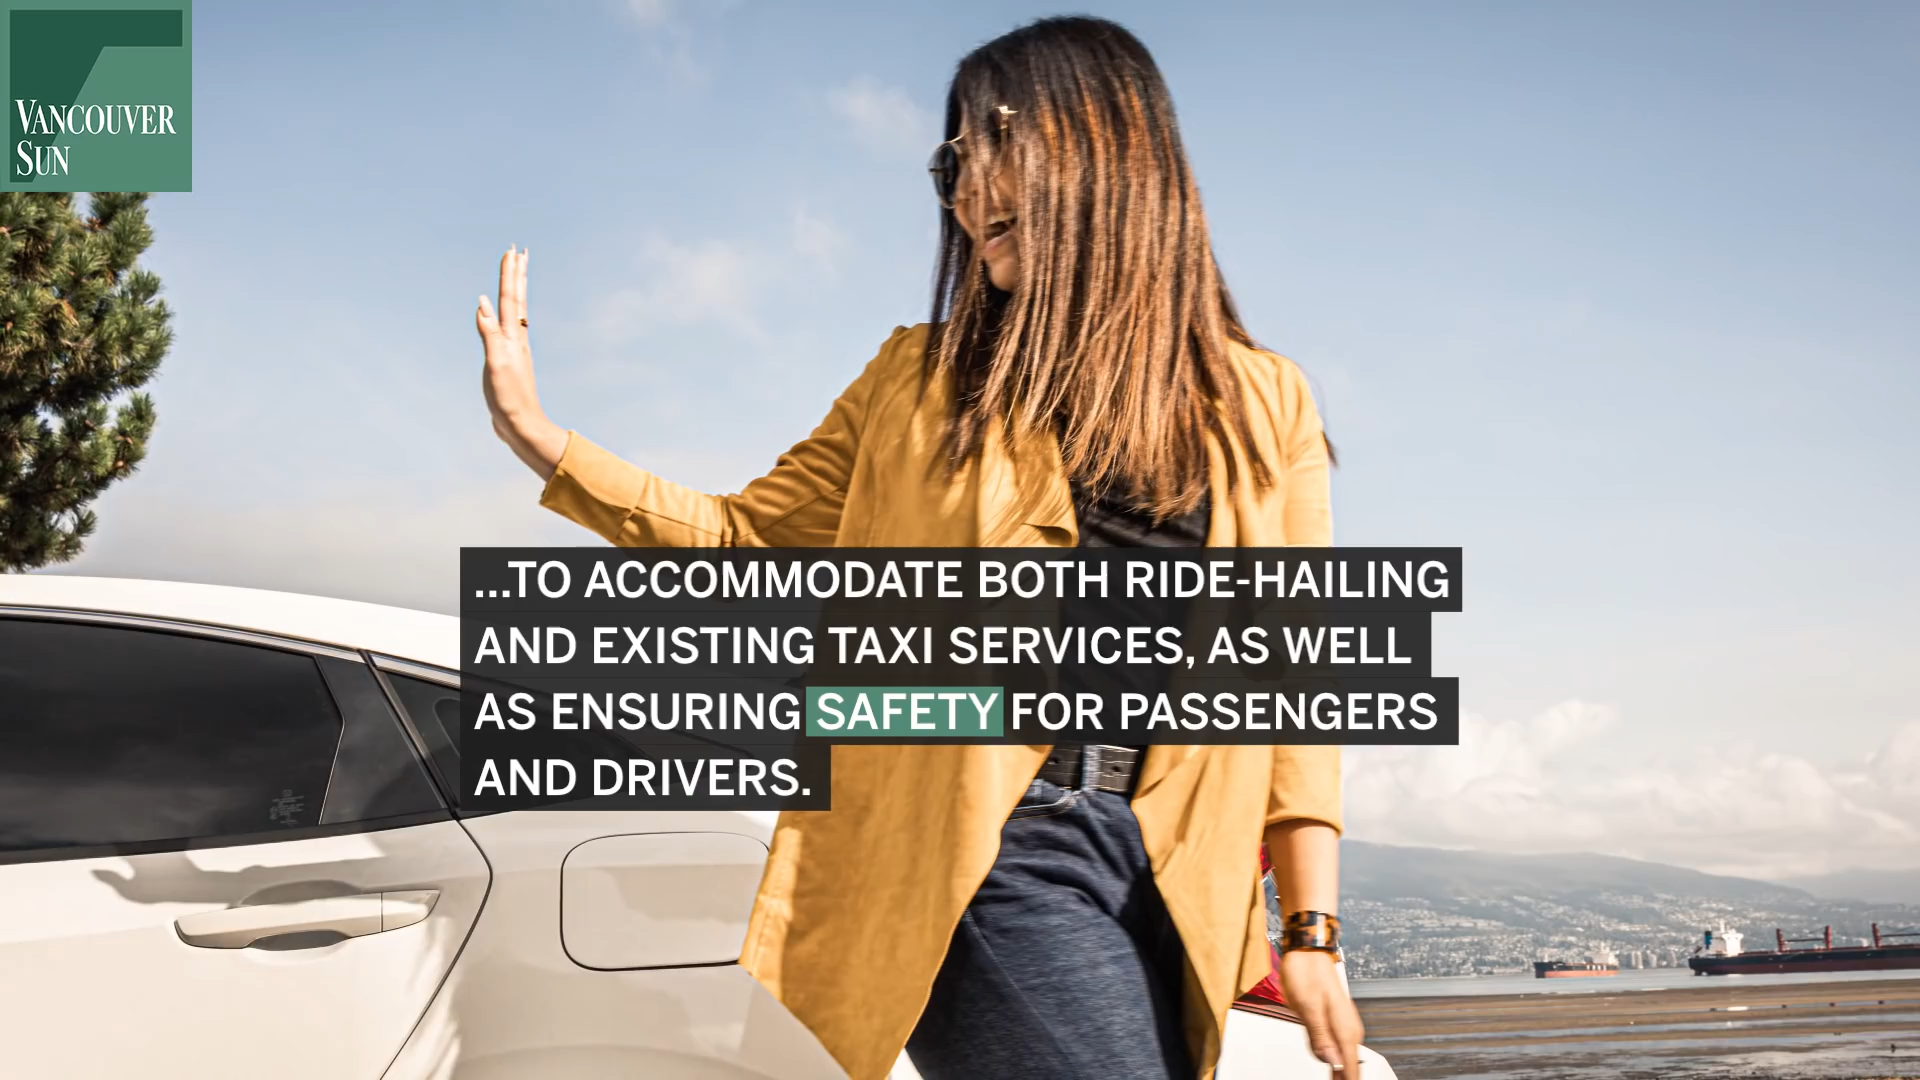 VANCOUVER
SUN
...TO ACCOMMODATE BOTH RIDE-HAILING
AND EXISTING TAXI SERVICES, AS WELL
AS ENSURING SAFETY FOR PASSENGERS
AND DRIVERS.